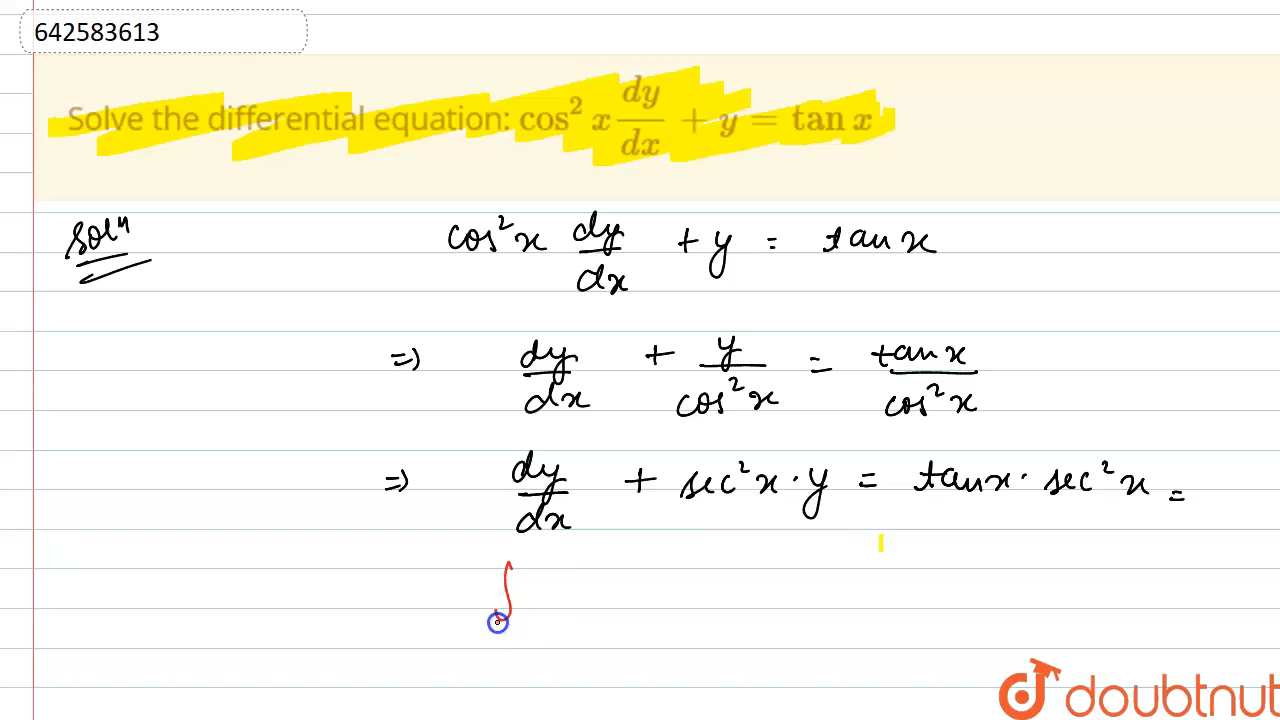 642583613
Solve the differential equation: cos² x dy/dx + y = tan x
Solⁿ
cos²x dy/dx + y = tan x
=> dy/dx + y/cos²x = tan x/cos²x
=> dy/dx + sec²x · y = tan x · sec²x =
∫
doubtnut